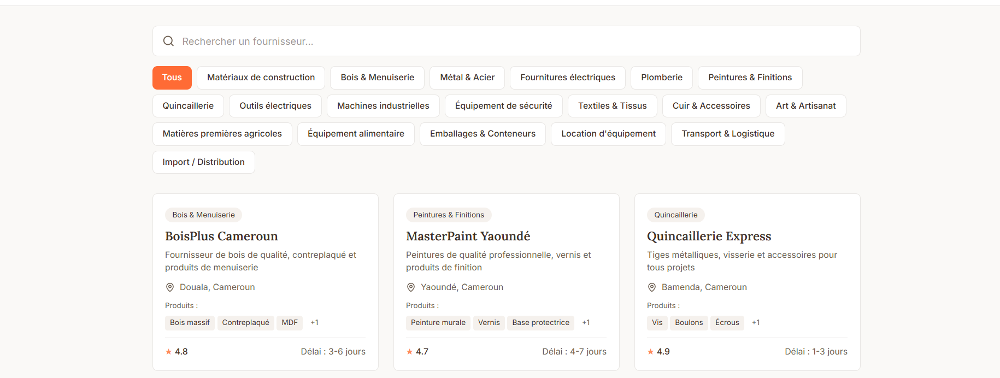 Rechercher un fournisseur...
Tous
Matériaux de construction
Bois & Menuiserie
Métal & Acier
Fournitures électriques
Plomberie
Peintures & Finitions
Quincaillerie
Outils électriques
Machines industrielles
Équipement de sécurité
Textiles & Tissus
Cuir & Accessoires
Art & Artisanat
Matières premières agricoles
Équipement alimentaire
Emballages & Conteneurs
Location d'équipement
Transport & Logistique
Import / Distribution
Bois & Menuiserie
BoisPlus Cameroun
Fournisseur de bois de qualité, contreplaqué et
produits de menuiserie
Douala, Cameroun
Produits :
Bois massif
Contreplaqué
MDF
+1
★ 4.8
Délai : 3-6 jours
Peintures & Finitions
MasterPaint Yaoundé
Peintures de qualité professionnelle, vernis et
produits de finition
Yaoundé, Cameroun
Produits :
Peinture murale
Vernis
Base protectrice
+1
★ 4.7
Délai : 4-7 jours
Quincaillerie
Quincaillerie Express
Tiges métalliques, visserie et accessoires pour
tous projets
Bamenda, Cameroun
Produits :
Vis
Boulons
Écrous
+1
★ 4.9
Délai : 1-3 jours